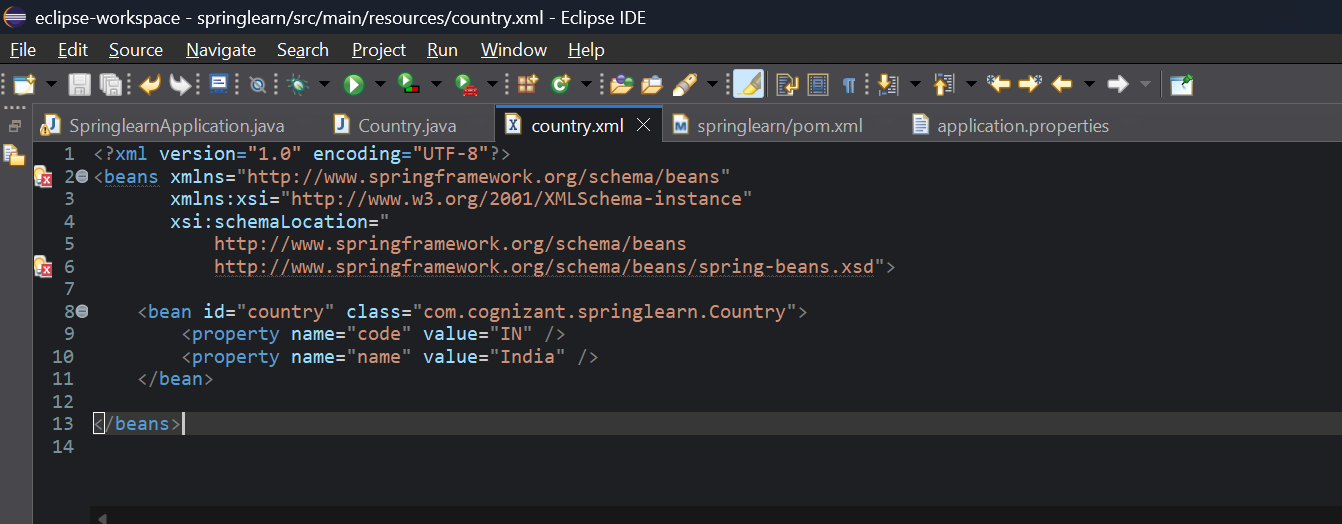 eclipse-workspace - springlearn/src/main/resources/country.xml - Eclipse IDE
File Edit Source Navigate Search Project Run Window Help
SpringlearnApplication.java Country.java country.xml springlearn/pom.xml application.properties
1 <?xml version="1.0" encoding="UTF-8"?>
2 <beans xmlns="http://www.springframework.org/schema/beans"
3 xmlns:xsi="http://www.w3.org/2001/XMLSchema-instance"
4 xsi:schemaLocation="
5 http://www.springframework.org/schema/beans
6 http://www.springframework.org/schema/beans/spring-beans.xsd">
7
8 <bean id="country" class="com.cognizant.springlearn.Country">
9 <property name="code" value="IN" />
10 <property name="name" value="India" />
11 </bean>
12
13 </beans>
14